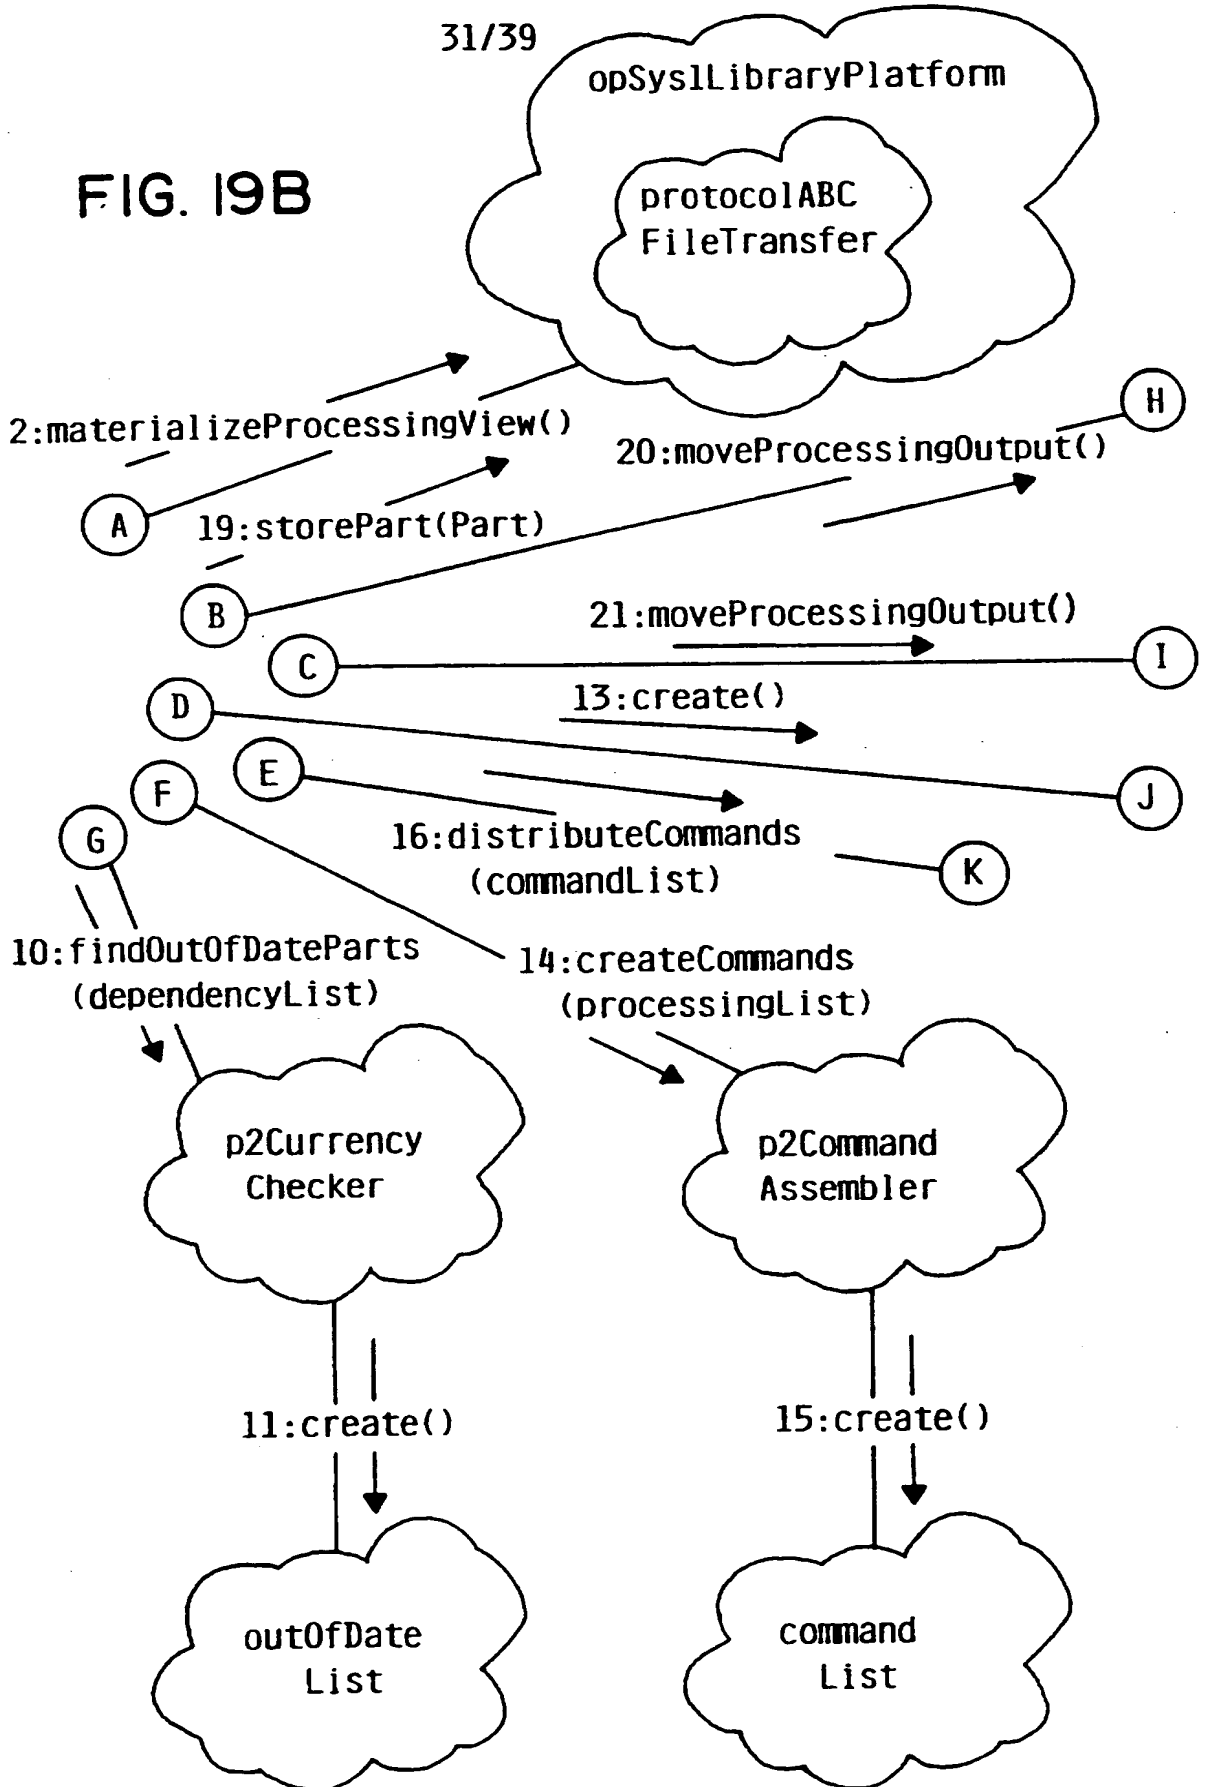 31/39
opSys1LibraryPlatform
FIG. 19B
protocolABC
FileTransfer
2:materializeProcessingView()
H
20:moveProcessingOutput()
A
19:storePart(Part)
B
21:moveProcessingOutput()
C
I
D
13:create()
E
F
J
G
16:distributeCommands
(commandList)
K
10:findOutOfDateParts
(dependencyList)
14:createCommands
(processingList)
p2Currency
Checker
p2Command
Assembler
11:create()
15:create()
outOfDate
List
command
List